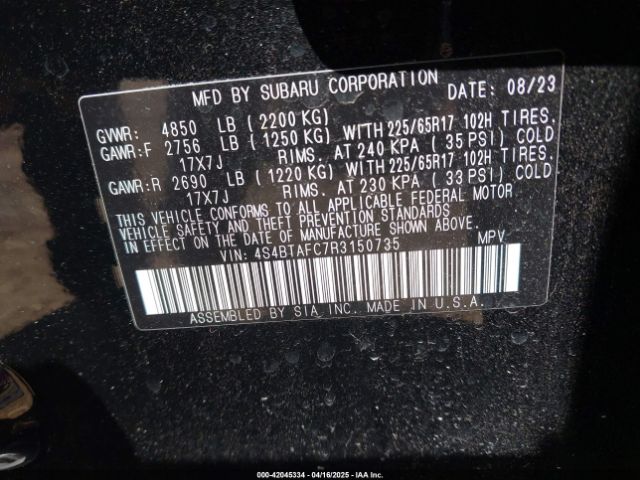 MFD BY SUBARU CORPORATION DATE: 08/23
GVWR: 4850 LB (2200 KG)
GAWR:F 2756 LB (1250 KG) WITH 225/65R17 102H TIRES,
17X7J RIMS, AT 240 KPA (35 PSI) COLD
GAWR:R 2690 LB (1220 KG) WITH 225/65R17 102H TIRES,
17X7J RIMS, AT 230 KPA (33 PSI) COLD
THIS VEHICLE CONFORMS TO ALL APPLICABLE FEDERAL MOTOR
VEHICLE SAFETY, BUMPER, AND THEFT PREVENTION STANDARDS
IN EFFECT ON THE DATE OF MANUFACTURE SHOWN ABOVE.
VIN: 4S4BTAFC7R3150735 MPV
ASSEMBLED BY SIA INC. MADE IN U.S.A.
000-42045334 | 04/16/2025 | IAA Inc.